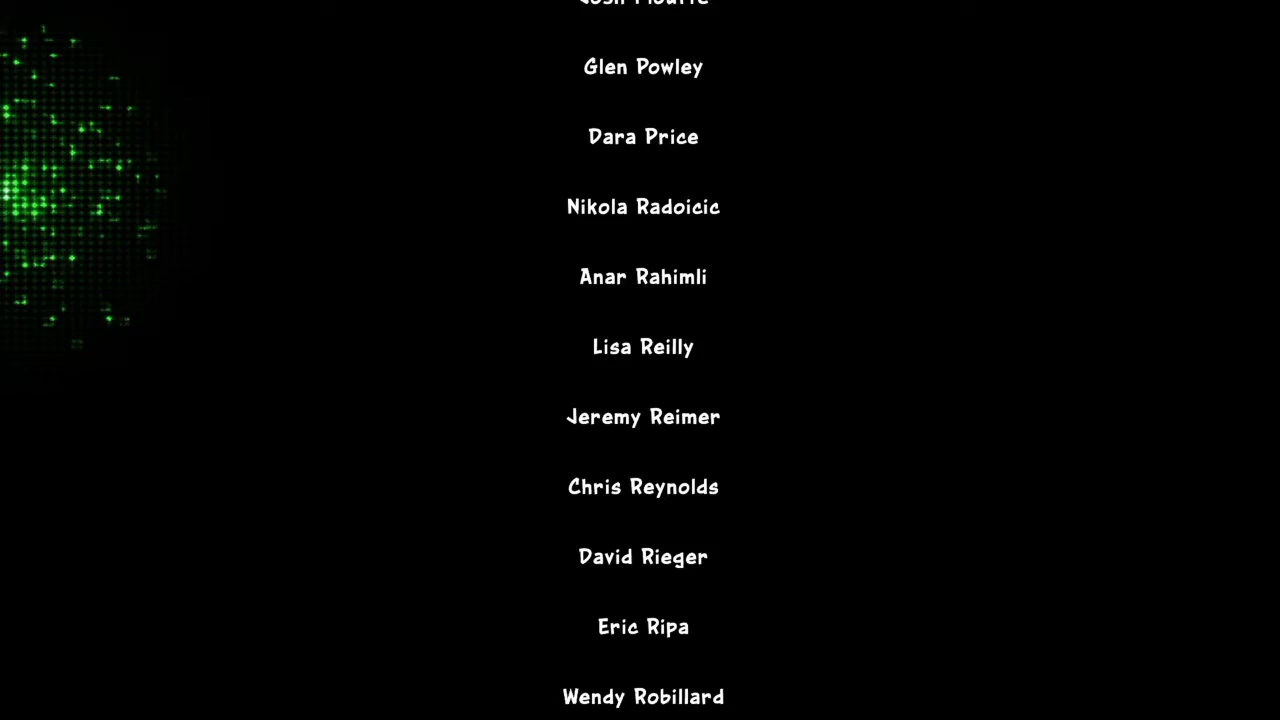 Glen Powley
Dara Price
Nikola Radoicic
Anar Rahimli
Lisa Reilly
Jeremy Reimer
Chris Reynolds
David Rieger
Eric Ripa
Wendy Robillard